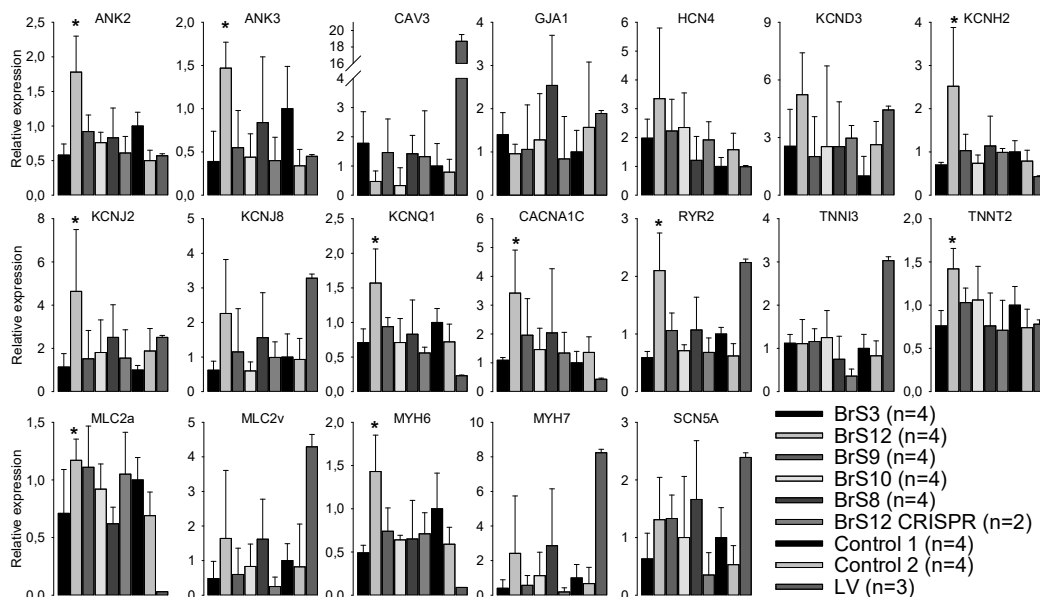 ANK2 ANK3 CAV3 GJA1 HCN4 KCND3 KCNH2
Relative expression
2,5 2,0 1,5 1,0 0,5 0,0
*
2,0 1,5 1,0 0,5 0,0
*
20 18 16 4 3 2 1 0
4 3 2 1 0
6 5 4 3 2 1 0
9 6 3 0
4 3 2 1 0
*
KCNJ2 KCNJ8 KCNQ1 CACNA1C RYR2 TNNI3 TNNT2
Relative expression
8 6 4 2 0
*
5 4 3 2 1 0
2,0 1,5 1,0 0,5 0,0
*
6 5 4 3 2 1 0
*
3 2 1 0
*
4 3 2 1 0
2,0 1,5 1,0 0,5 0,0
*
MLC2a MLC2v MYH6 MYH7 SCN5A
Relative expression
1,5 1,0 0,5 0,0
*
5 4 3 2 1 0
2,0 1,5 1,0 0,5 0,0
*
10 8 6 4 2 0
3 2 1 0
BrS3 (n=4)
BrS12 (n=4)
BrS9 (n=4)
BrS10 (n=4)
BrS8 (n=4)
BrS12 CRISPR (n=2)
Control 1 (n=4)
Control 2 (n=4)
LV (n=3)